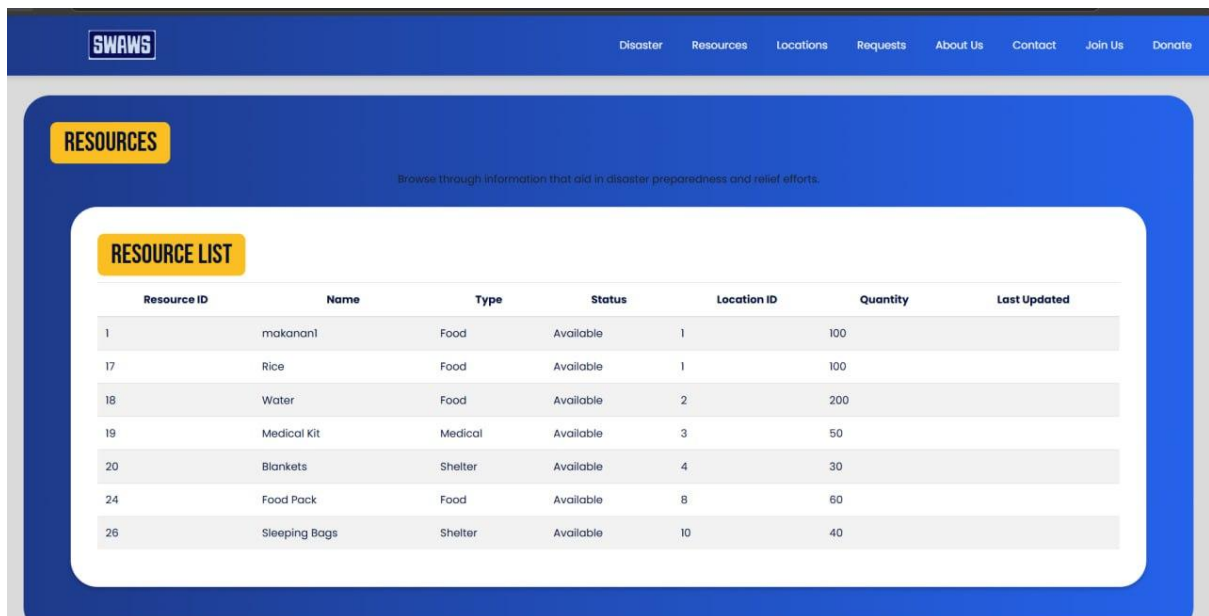 SWAWS
Disaster Resources Locations Requests About Us Contact Join Us Donate
RESOURCES
Browse through information that aid in disaster preparedness and relief efforts.
RESOURCE LIST
Resource ID Name Type Status Location ID Quantity Last Updated
1 makanan1 Food Available 1 100
17 Rice Food Available 1 100
18 Water Food Available 2 200
19 Medical Kit Medical Available 3 50
20 Blankets Shelter Available 4 30
24 Food Pack Food Available 8 60
26 Sleeping Bags Shelter Available 10 40